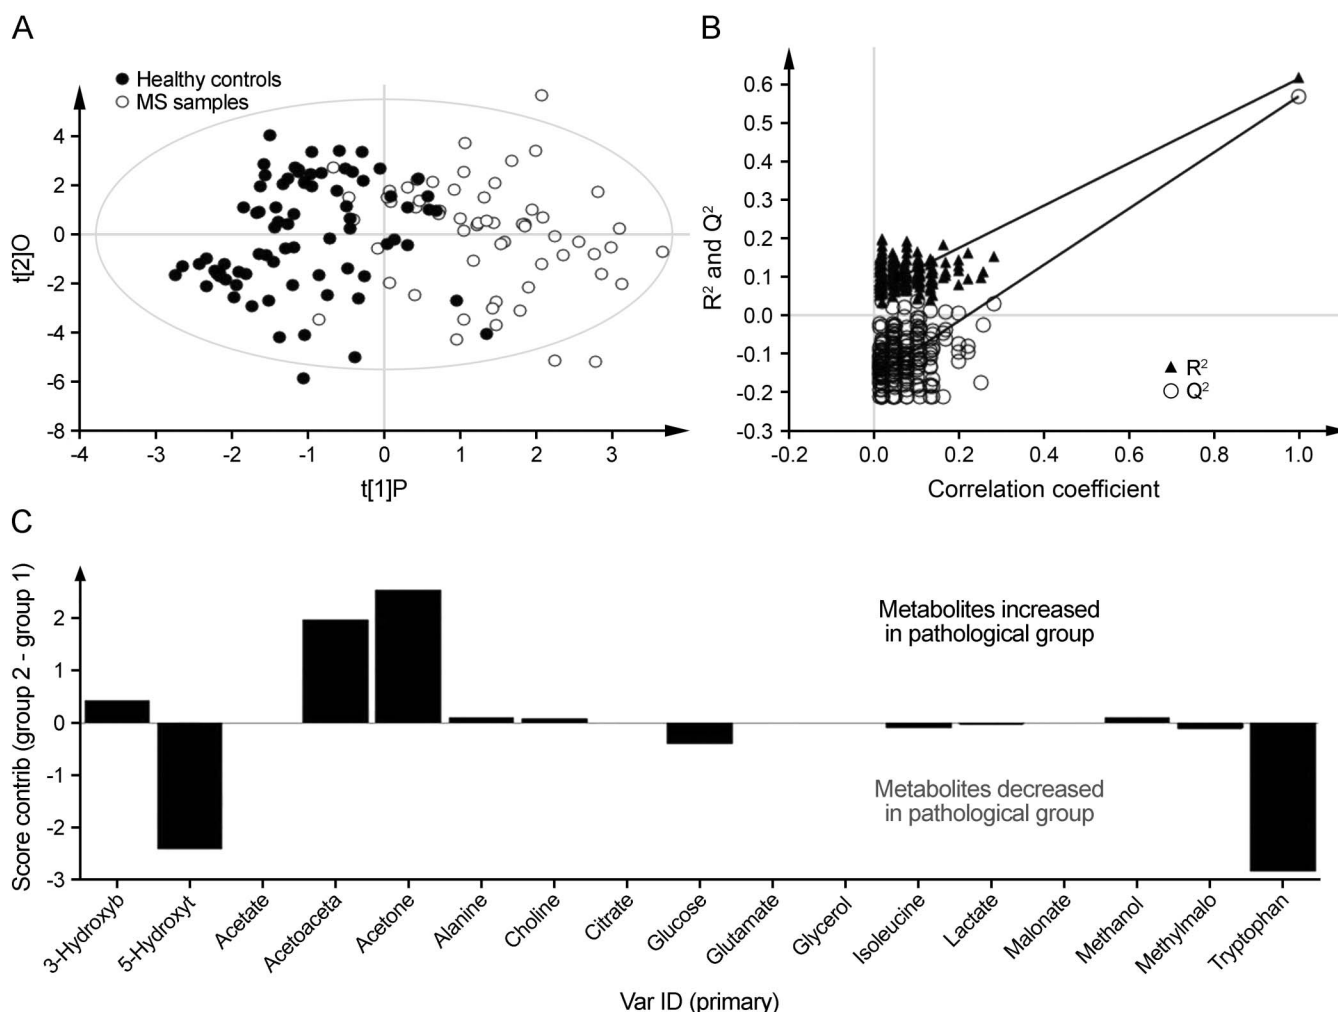 A
Healthy controls
MS samples
t[2]O
4
2
0
-2
-4
-6
-8
-4
-3
-2
-1
0
1
2
3
t[1]P
B
R² and Q²
0.6
0.5
0.4
0.3
0.2
0.1
0.0
-0.1
-0.2
-0.3
R²
Q²
-0.2
0.0
0.2
0.4
0.6
0.8
1.0
Correlation coefficient
C
Score contrib (group 2 - group 1)
2
1
0
-1
-2
-3
Metabolites increased
in pathological group
Metabolites decreased
in pathological group
3-Hydroxyb
5-Hydroxyt
Acetate
Acetoaceta
Acetone
Alanine
Choline
Citrate
Glucose
Glutamate
Glycerol
Isoleucine
Lactate
Malonate
Methanol
Methylmalo
Tryptophan
Var ID (primary)